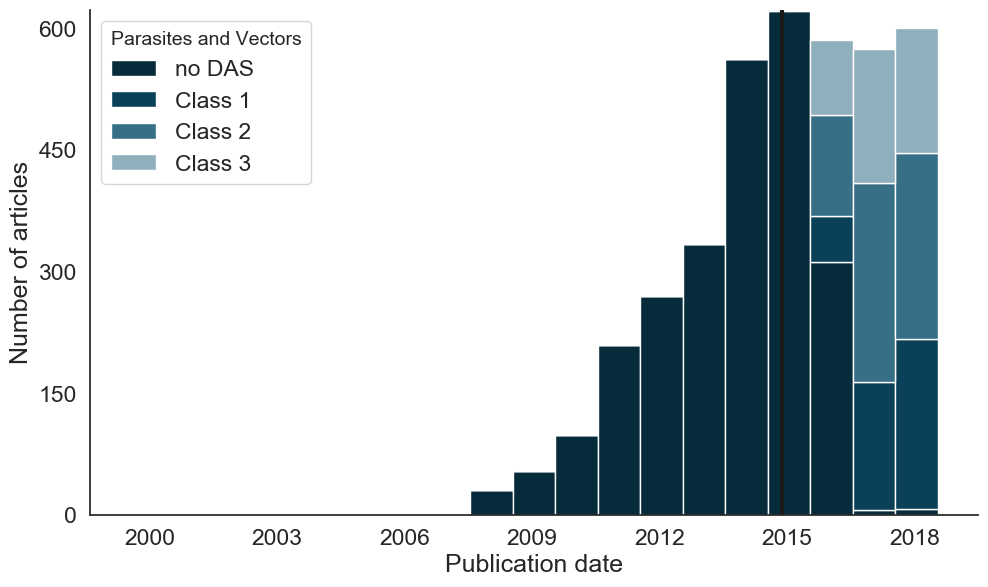 Parasites and Vectors
no DAS
Class 1
Class 2
Class 3
Number of articles
600
450
300
150
0
2000 2003 2006 2009 2012 2015 2018
Publication date